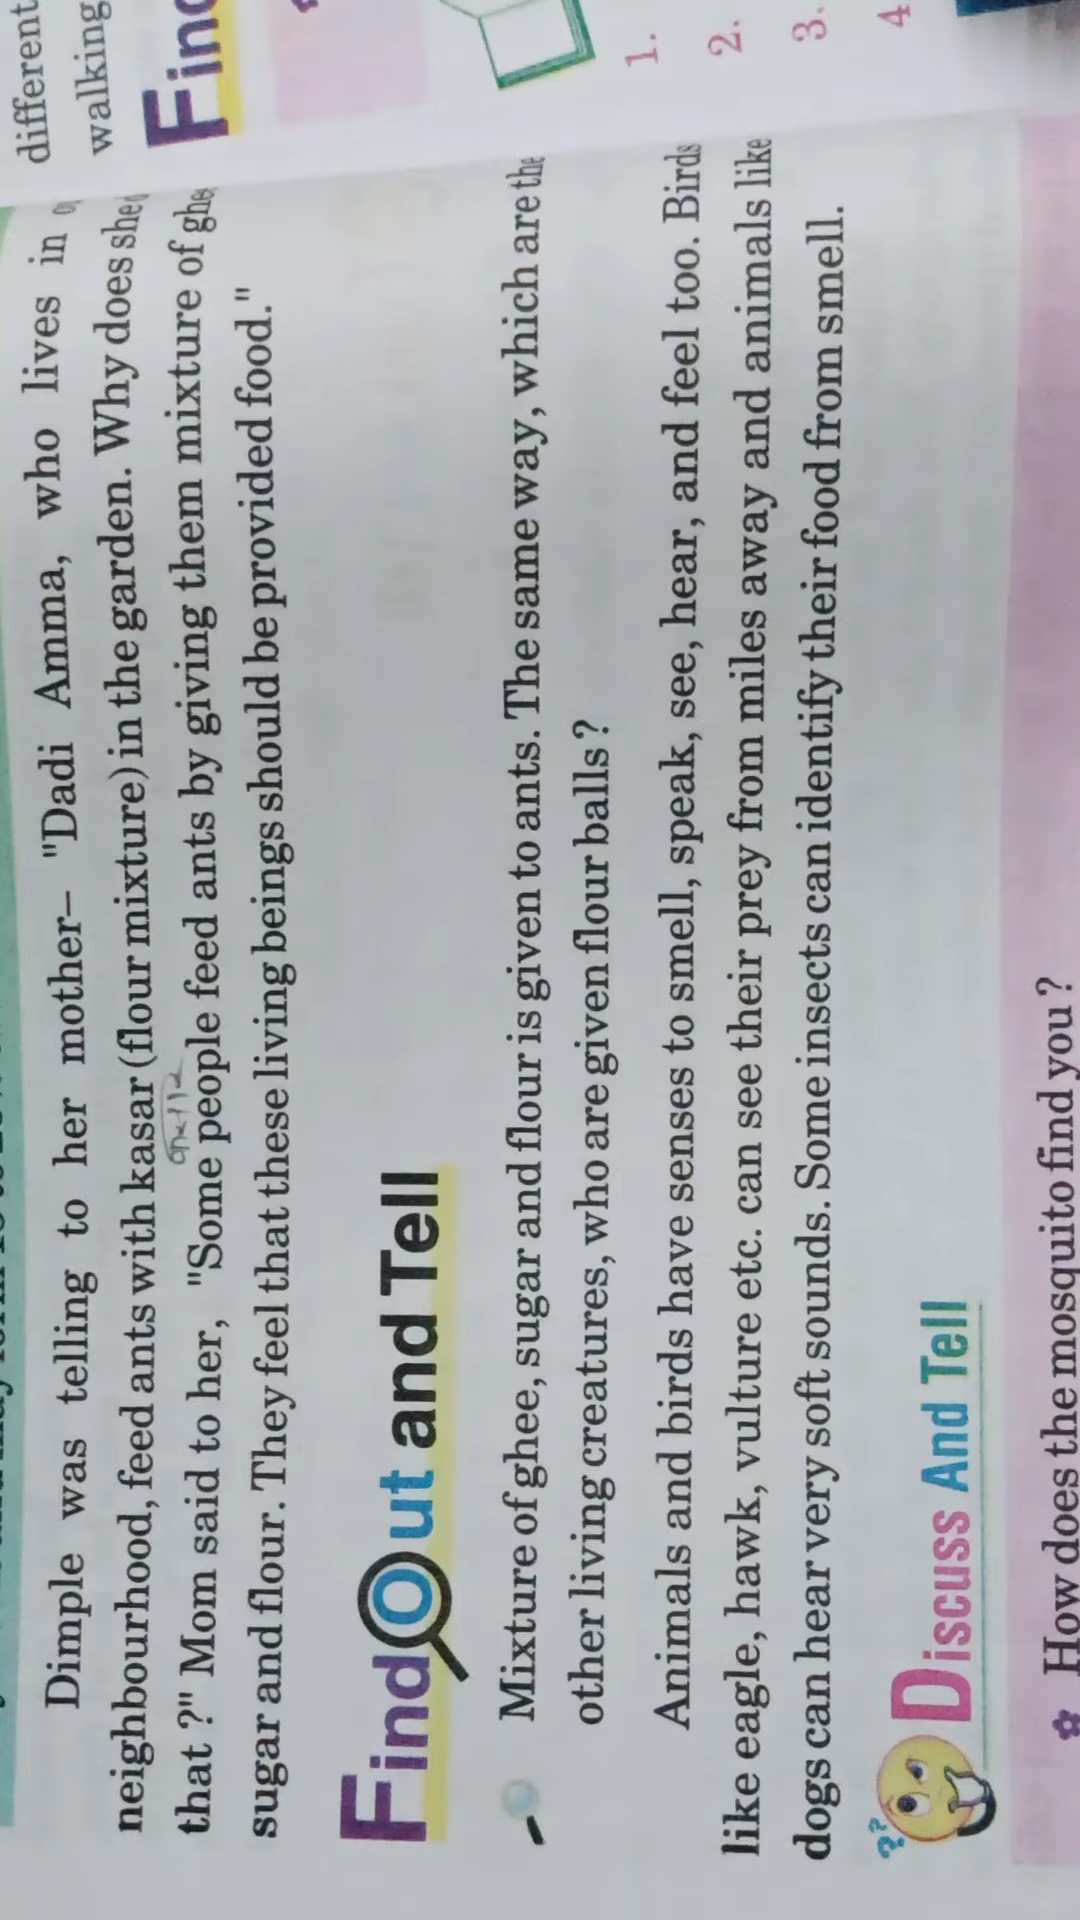 Dimple was telling to her mother– "Dadi Amma, who lives in
neighbourhood, feed ants with kasar (flour mixture) in the garden. Why does she
that ?" Mom said to her, "Some people feed ants by giving them mixture of ghee
sugar and flour. They feel that these living beings should be provided food."
Find Out and Tell
Mixture of ghee, sugar and flour is given to ants. The same way, which are the
other living creatures, who are given flour balls ?
Animals and birds have senses to smell, speak, see, hear, and feel too. Birds
like eagle, hawk, vulture etc. can see their prey from miles away and animals like
dogs can hear very soft sounds. Some insects can identify their food from smell.
??
Discuss And Tell
How does the mosquito find you ?
different
walking
Find
1.
2.
3.
4